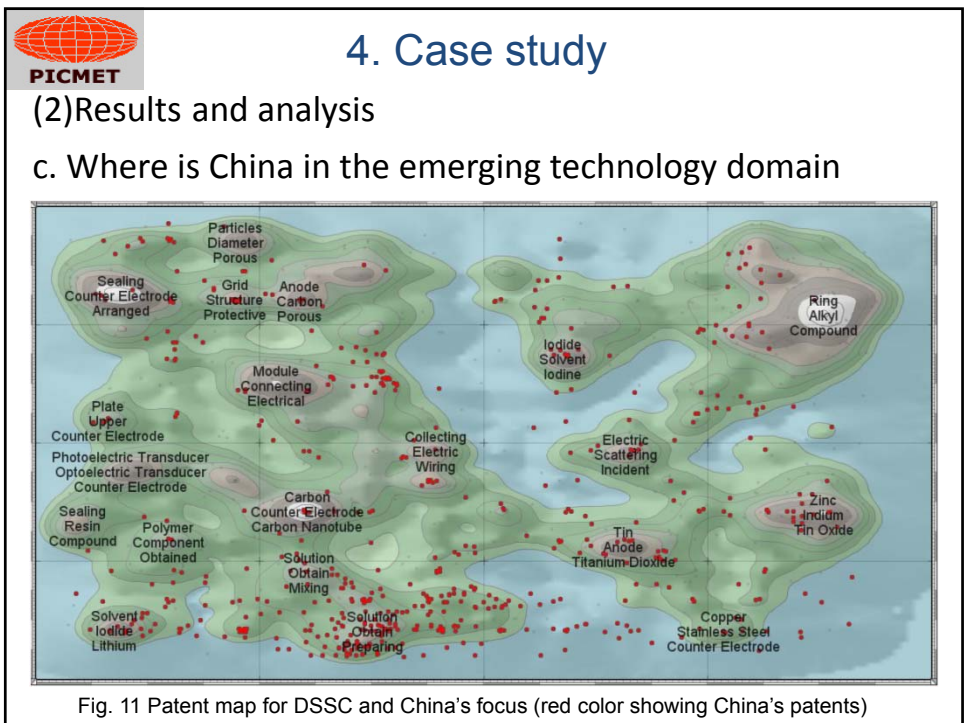 PICMET
4. Case study
(2)Results and analysis
c. Where is China in the emerging technology domain
Particles
Diameter
Porous
Sealing
Counter Electrode
Arranged
Grid
Structure
Protective
Anode
Carbon
Porous
Ring
Alkyl
Compound
Iodide
Solvent
Iodine
Module
Connecting
Electrical
Plate
Upper
Counter Electrode
Collecting
Electric
Wiring
Electric
Scattering
Incident
Photoelectric Transducer
Optoelectric Transducer
Counter Electrode
Carbon
Counter Electrode
Carbon Nanotube
Zinc
Indium
Tin Oxide
Sealing
Resin
Compound
Polymer
Component
Obtained
Tin
Anode
Titanium Dioxide
Solution
Obtain
Mixing
Solvent
Iodide
Lithium
Solution
Obtain
Preparing
Copper
Stainless Steel
Counter Electrode
Fig. 11 Patent map for DSSC and China's focus (red color showing China's patents)